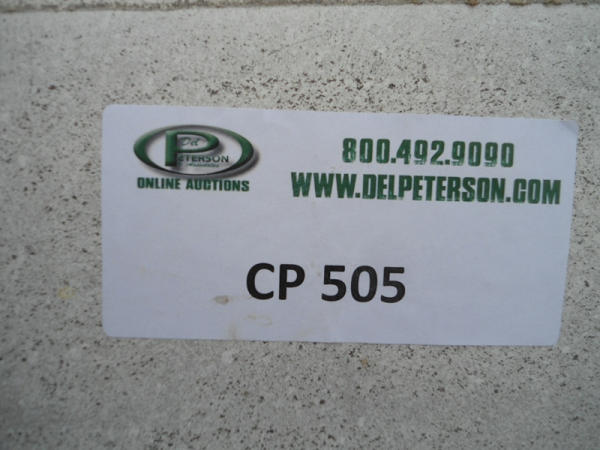 Del
PETERSON
ONLINE AUCTIONS
800.492.9090
WWW.DELPETERSON.COM
CP 505